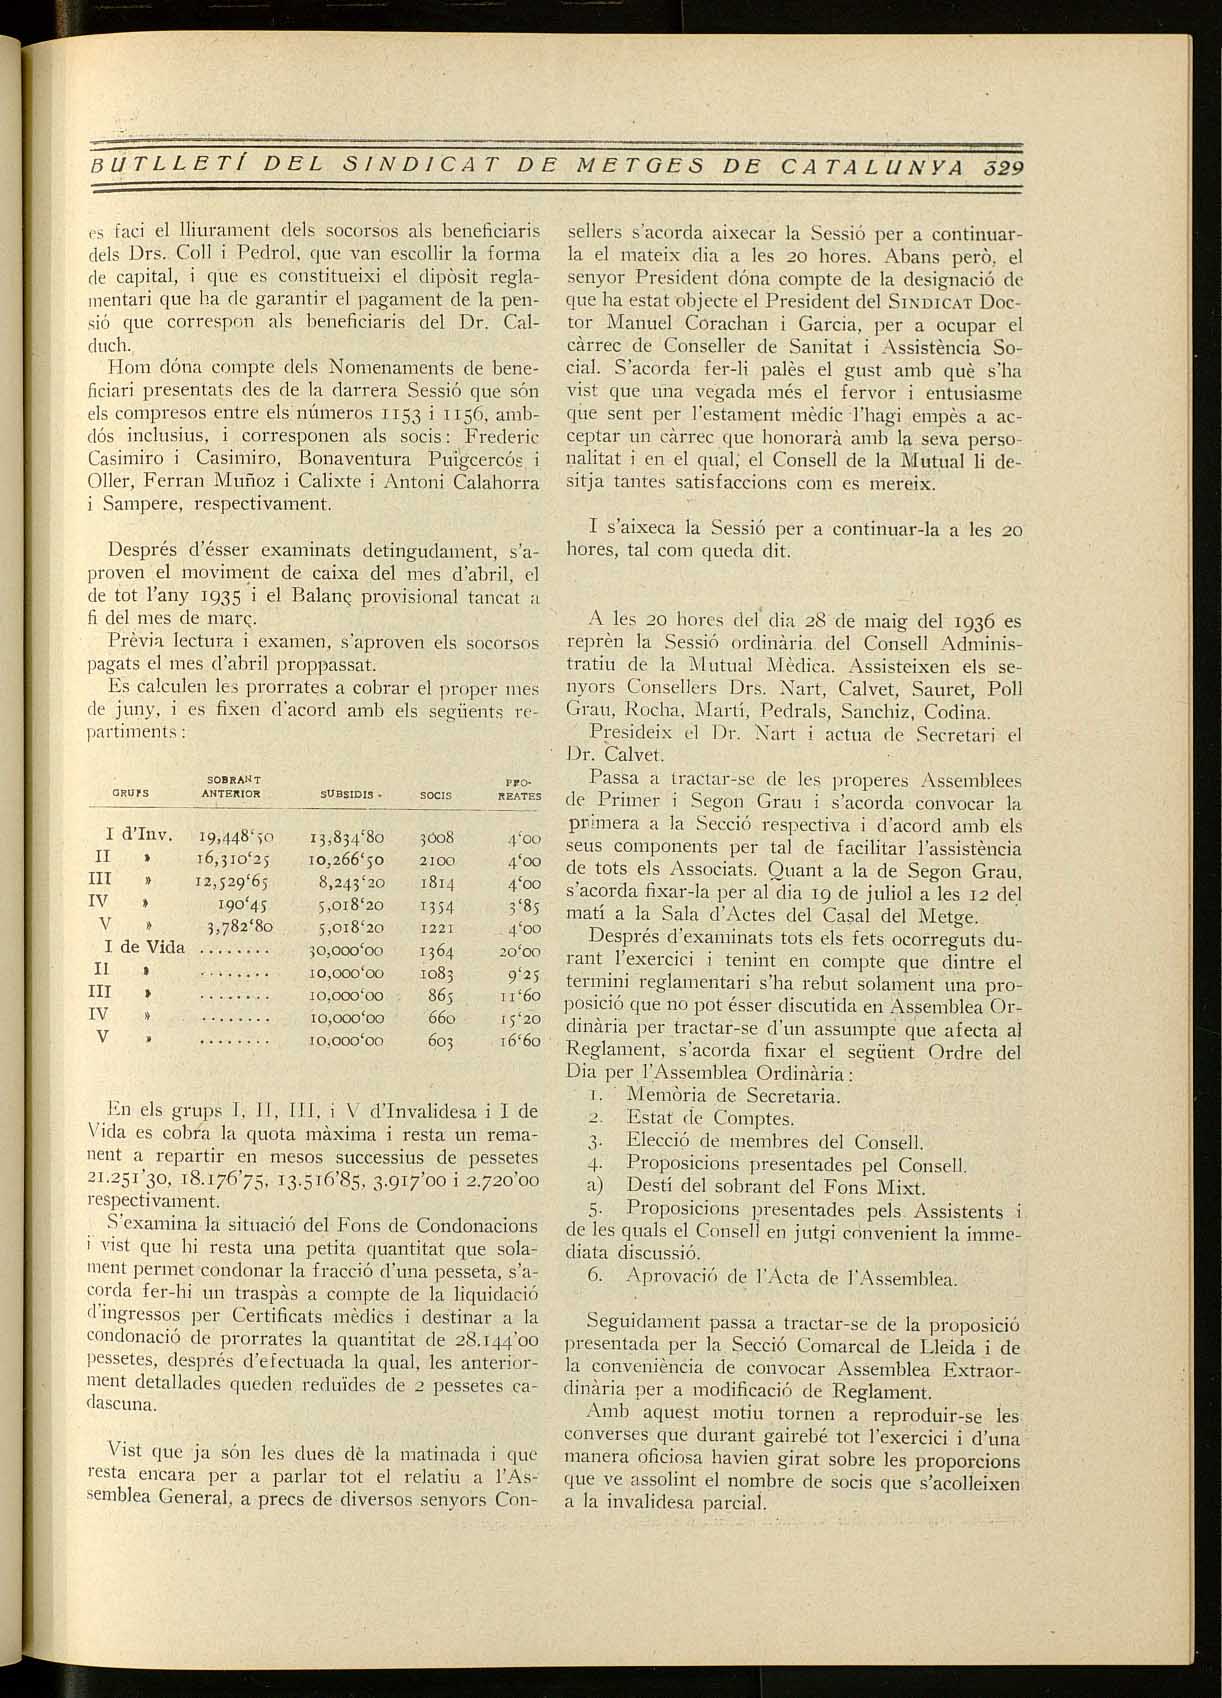 BUTLLETÍ DEL SINDICAT DE METGES DE CATALUNYA 329
es faci el lliurament dels socorsos als beneficiaris
dels Drs. Coll i Pedrol, que van escollir la forma
de capital, i que es constitueixi el dipòsit regla-
mentari que ha de garantir el pagament de la pen-
sió que correspon als beneficiaris del Dr. Cal-
duch.
Hom dóna compte dels Nomenaments de bene-
ficiari presentats des de la darrera Sessió que són
els compresos entre els números 1153 i 1156, amb-
dós inclusius, i corresponen als socis: Frederic
Casimiro i Casimiro, Bonaventura Puigcercós i
Oller, Ferran Muñoz i Calixte i Antoni Calahorra
i Sampere, respectivament.
Després d'ésser examinats detingudament, s'a-
proven el moviment de caixa del mes d'abril, el
de tot l'any 1935 i el Balanç provisional tancat a
fi del mes de març.
Prèvia lectura i examen, s'aproven els socorsos
pagats el mes d'abril proppassat.
Es calculen les prorrates a cobrar el proper mes
de juny, i es fixen d'acord amb els següents re-
partiments:
GRUPS SOBRANT ANTERIOR SUBSIDIS SOCIS PRO-REATES
I d'Inv. 19,448'50 13,834'80 3608 4'00
II » 16,310'25 10,266'50 2100 4'00
III » 12,529'65 8,243'20 1814 4'00
IV » 190'45 5,018'20 1354 3'85
V » 3,782'80 5,018'20 1221 4'00
I de Vida ........ 30,000'00 1364 20'00
II » ........ 10,000'00 1083 9'25
III » ........ 10,000'00 865 11'60
IV » ........ 10,000'00 660 15'20
V » ........ 10,000'00 603 16'60
En els grups I, II, III, i V d'Invalidesa i I de
Vida es cobra la quota màxima i resta un rema-
nent a repartir en mesos successius de pessetes
21.251'30, 18.176'75, 13.516'85, 3.917'00 i 2.720'00
respectivament.
S'examina la situació del Fons de Condonacions
i vist que hi resta una petita quantitat que sola-
ment permet condonar la fracció d'una pesseta, s'a-
corda fer-hi un traspàs a compte de la liquidació
d'ingressos per Certificats mèdics i destinar a la
condonació de prorrates la quantitat de 28.144'00
pessetes, després d'efectuada la qual, les anterior-
ment detallades queden reduïdes de 2 pessetes ca-
dascuna.
Vist que ja són les dues dè la matinada i que
resta encara per a parlar tot el relatiu a l'As-
semblea General, a precs de diversos senyors Con-
sellers s'acorda aixecar la Sessió per a continuar-
la el mateix dia a les 20 hores. Abans però, el
senyor President dóna compte de la designació de
que ha estat objecte el President del SINDICAT Doc-
tor Manuel Corachan i Garcia, per a ocupar el
càrrec de Conseller de Sanitat i Assistència So-
cial. S'acorda fer-li palès el gust amb què s'ha
vist que una vegada més el fervor i entusiasme
que sent per l'estament mèdic l'hagi empès a ac-
ceptar un càrrec que honorarà amb la seva perso-
nalitat i en el qual, el Consell de la Mutual li de-
sitja tantes satisfaccions com es mereix.
I s'aixeca la Sessió per a continuar-la a les 20
hores, tal com queda dit.
A les 20 hores del dia 28 de maig del 1936 es
reprèn la Sessió ordinària del Consell Adminis-
tratiu de la Mutual Mèdica. Assisteixen els se-
nyors Consellers Drs. Nart, Calvet, Sauret, Poll
Grau, Rocha, Martí, Pedrals, Sanchiz, Codina.
Presideix el Dr. Nart i actua de Secretari el
Dr. Calvet.
Passa a tractar-se de les properes Assemblees
de Primer i Segon Grau i s'acorda convocar la
primera a la Secció respectiva i d'acord amb els
seus components per tal de facilitar l'assistència
de tots els Associats. Quant a la de Segon Grau,
s'acorda fixar-la per al dia 19 de juliol a les 12 del
matí a la Sala d'Actes del Casal del Metge.
Després d'examinats tots els fets ocorreguts du-
rant l'exercici i tenint en compte que dintre el
termini reglamentari s'ha rebut solament una pro-
posició que no pot ésser discutida en Assemblea Or-
dinària per tractar-se d'un assumpte que afecta al
Reglament, s'acorda fixar el següent Ordre del
Dia per l'Assemblea Ordinària:
1. Memòria de Secretaria.
2. Estat de Comptes.
3. Elecció de membres del Consell.
4. Proposicions presentades pel Consell.
a) Destí del sobrant del Fons Mixt.
5. Proposicions presentades pels Assistents i
de les quals el Consell en jutgi convenient la imme-
diata discussió.
6. Aprovació de l'Acta de l'Assemblea.
Seguidament passa a tractar-se de la proposició
presentada per la Secció Comarcal de Lleida i de
la conveniència de convocar Assemblea Extraor-
dinària per a modificació de Reglament.
Amb aquest motiu tornen a reproduir-se les
converses que durant gairebé tot l'exercici i d'una
manera oficiosa havien girat sobre les proporcions
que ve assolint el nombre de socis que s'acolleixen
a la invalidesa parcial.